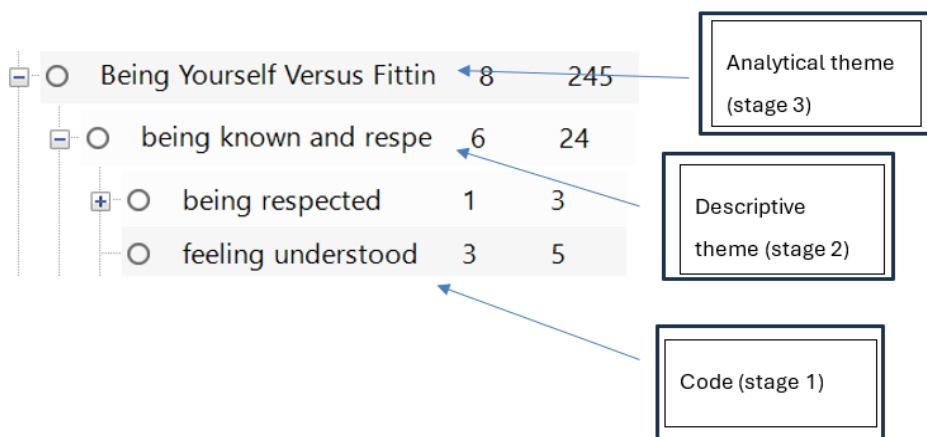 Being Yourself Versus Fittin 8 245
being known and respe 6 24
being respected 1 3
feeling understood 3 5
Analytical theme
(stage 3)
Descriptive
theme (stage 2)
Code (stage 1)